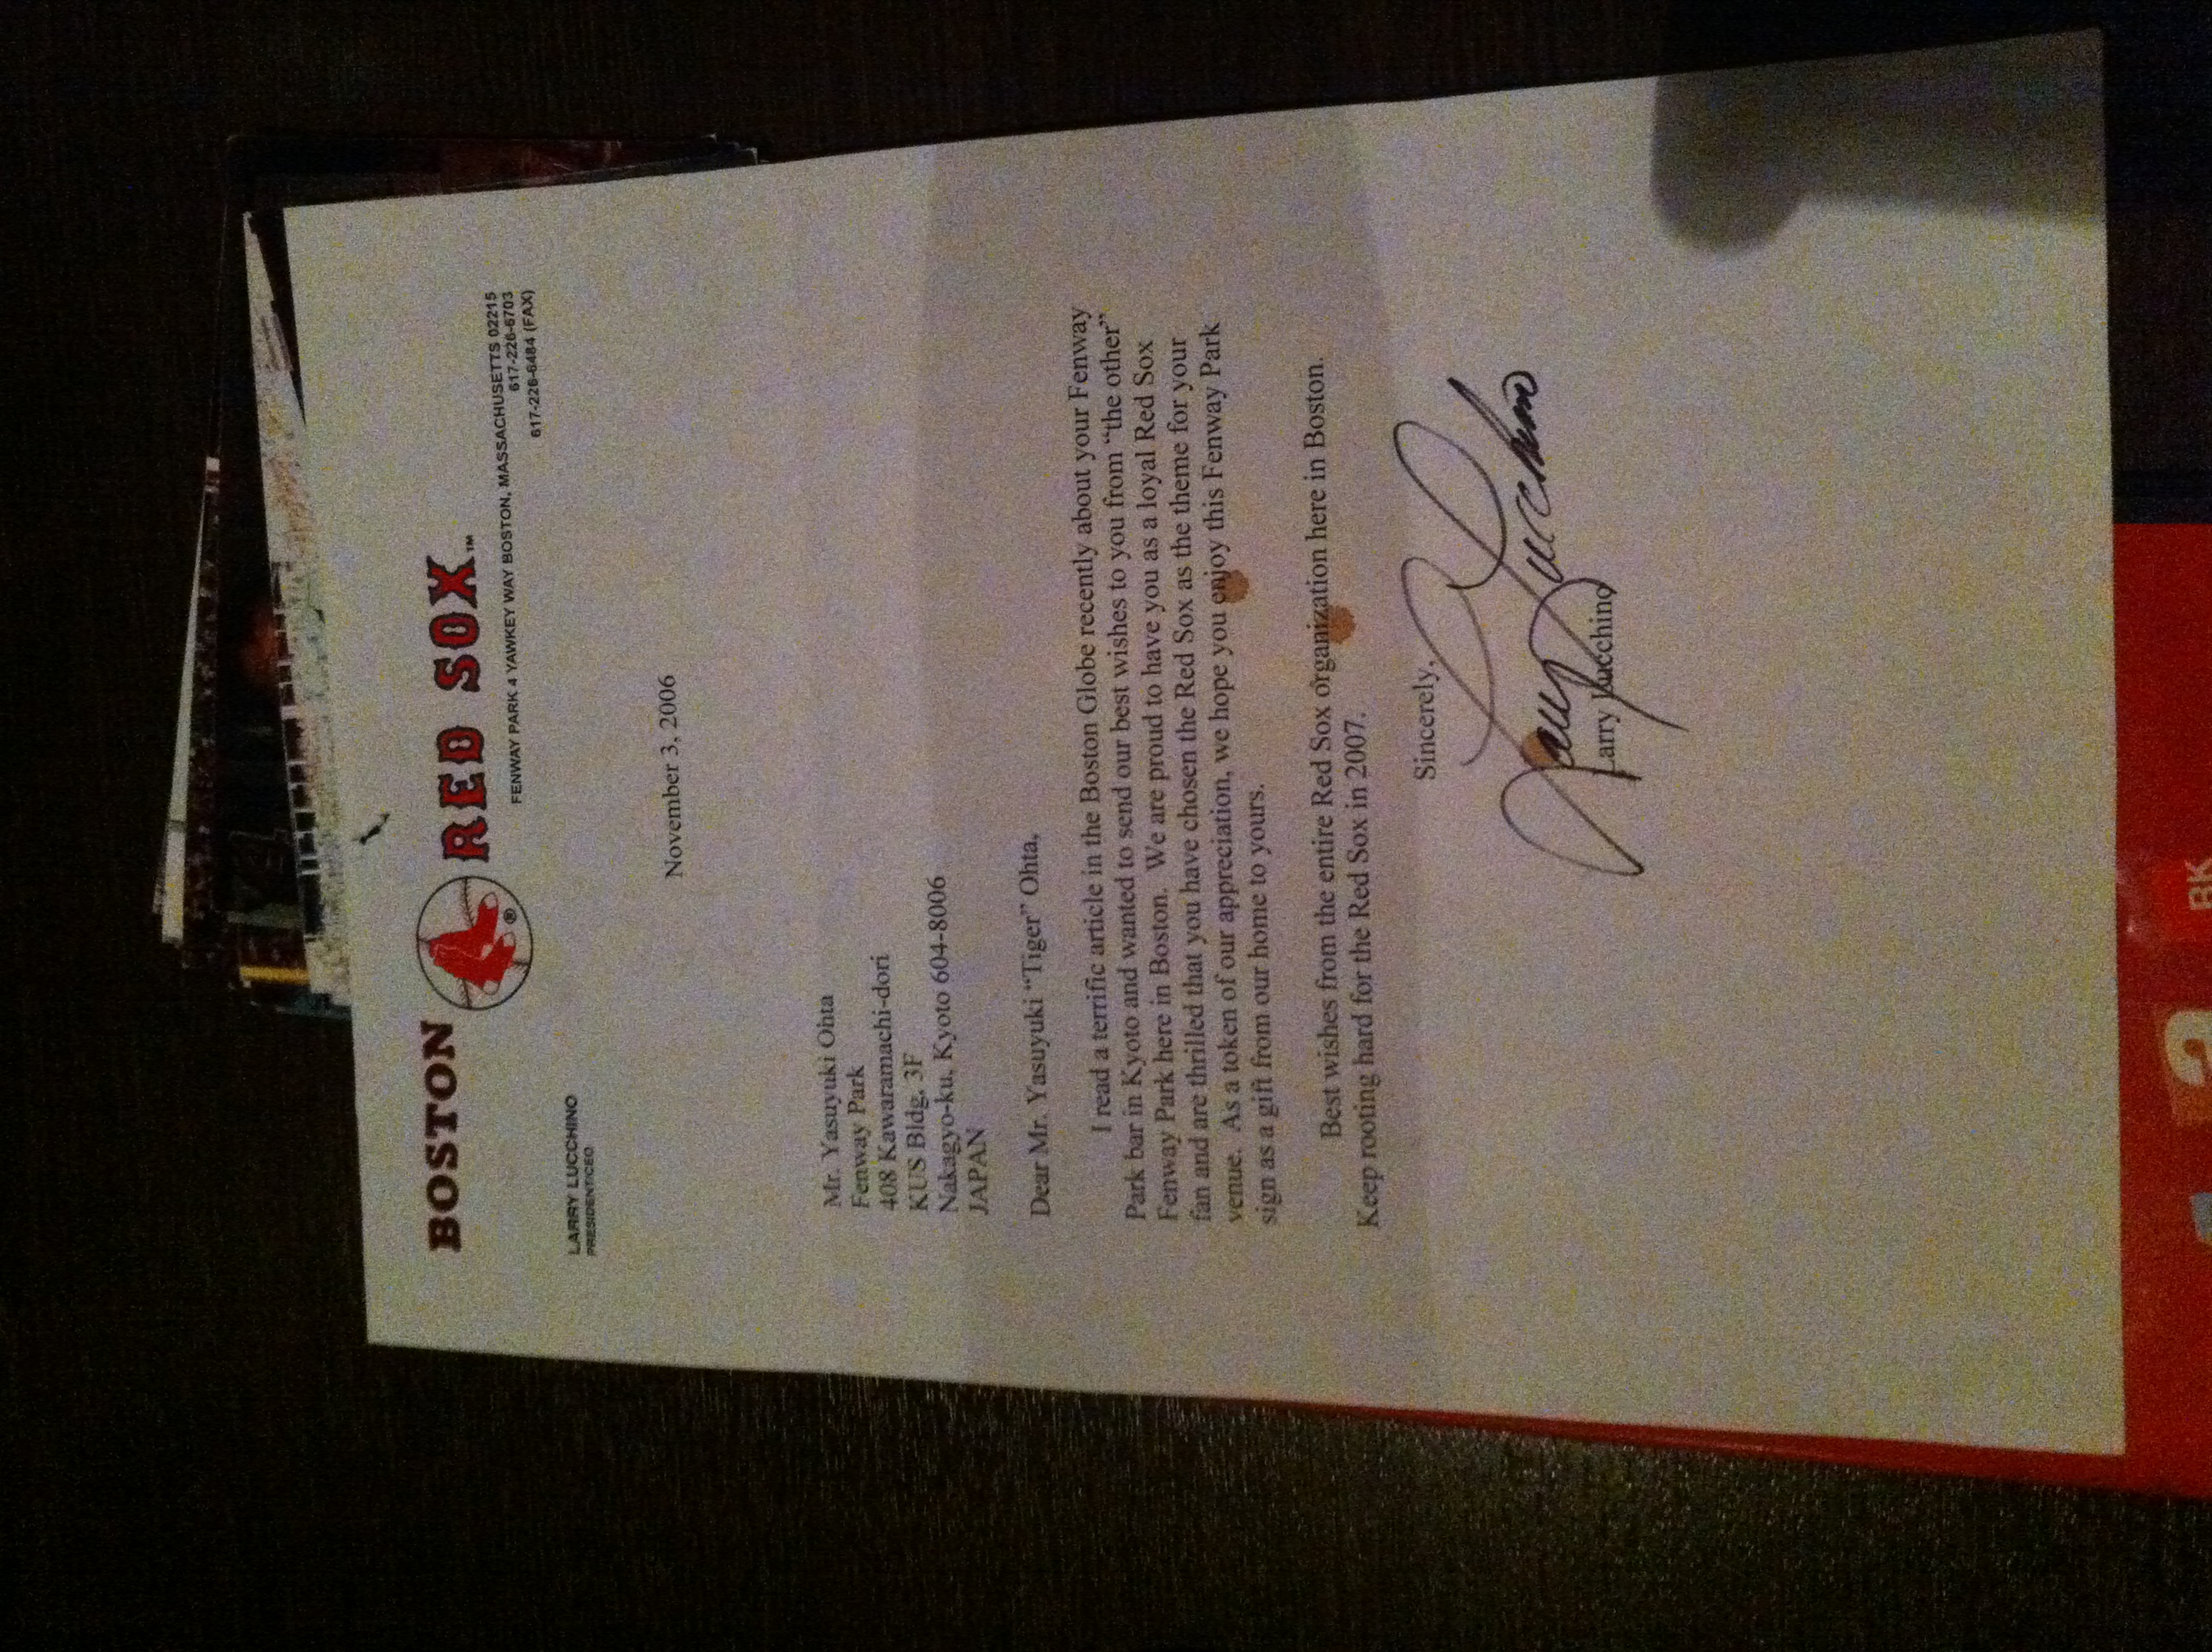 BOSTON RED SOX™
FENWAY PARK 4 YAWKEY WAY BOSTON, MASSACHUSETTS 02215
617-226-6703
617-226-6484 (FAX)
LARRY LUCCHINO
PRESIDENT/CEO
November 3, 2006
Mr. Yasuyuki Ohta
Fenway Park
408 Kawaramachi-dori
KUS Bldg. 3F
Nakagyo-ku, Kyoto 604-8006
JAPAN
Dear Mr. Yasuyuki “Tiger” Ohta,
I read a terrific article in the Boston Globe recently about your Fenway
Park bar in Kyoto and wanted to send our best wishes to you from “the other”
Fenway Park here in Boston. We are proud to have you as a loyal Red Sox
fan and are thrilled that you have chosen the Red Sox as the theme for your
venue. As a token of our appreciation, we hope you enjoy this Fenway Park
sign as a gift from our home to yours.
Best wishes from the entire Red Sox organization here in Boston.
Keep rooting hard for the Red Sox in 2007.
Sincerely,
Larry Lucchino
Larry Lucchino